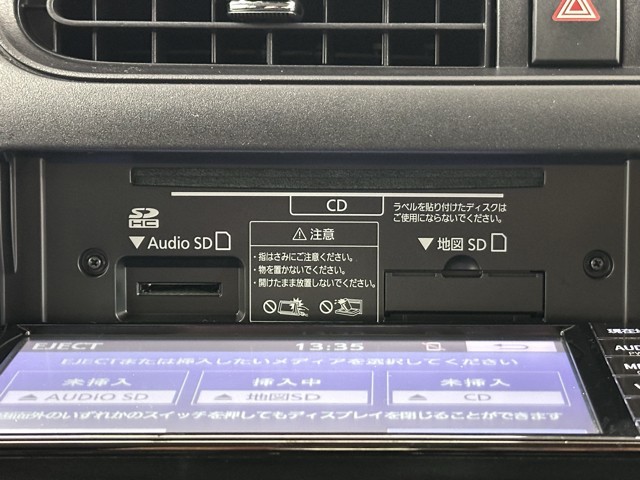 CD
ラベルを貼り付けたディスクは
ご使用にならないでください。
SD
HC
▼Audio SD
⚠注意
・指はさみにご注意ください。
・物を置かないでください。
・開けたまま放置しないでください。
▼地図 SD
EJECT
13:35
EJECTまたは挿入したいメディアを選択してください
未挿入
AUDIO SD
挿入中
地図SD
未挿入
CD
のいずれかのスイッチを押してもディスプレイを閉じることができます
現在
AUD